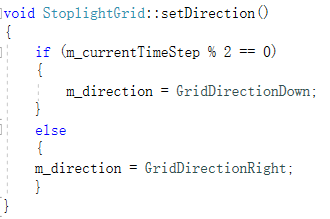 void StoplightGrid::setDirection()
{
    if (m_currentTimeStep % 2 == 0)
    {
        m_direction = GridDirectionDown;
    }
    else
    {
    m_direction = GridDirectionRight;
    }
}